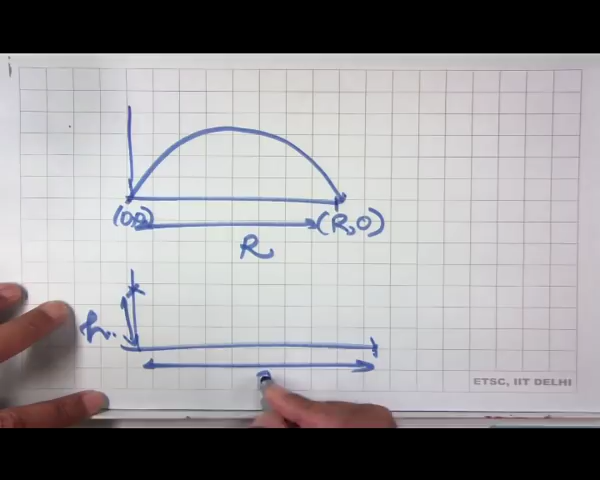 (0,0)
(R,0)
R
h
ETSC, IIT DELHI